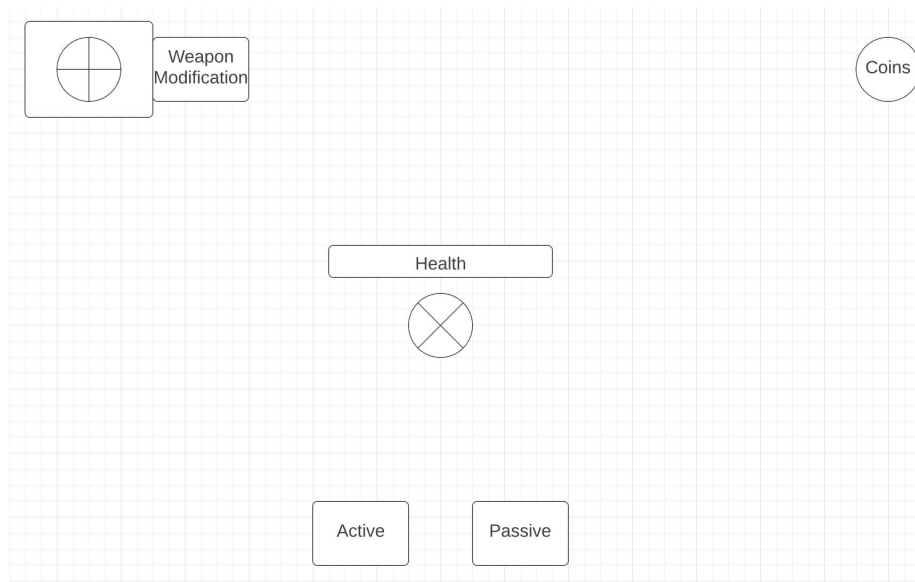 Weapon
Modification
Coins
Health
Active
Passive